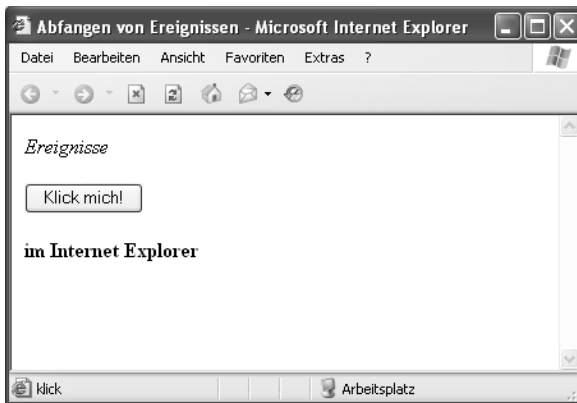 Abfangen von Ereignissen - Microsoft Internet Explorer
Datei Bearbeiten Ansicht Favoriten Extras ?
Ereignisse
Klick mich!
im Internet Explorer
klick Arbeitsplatz